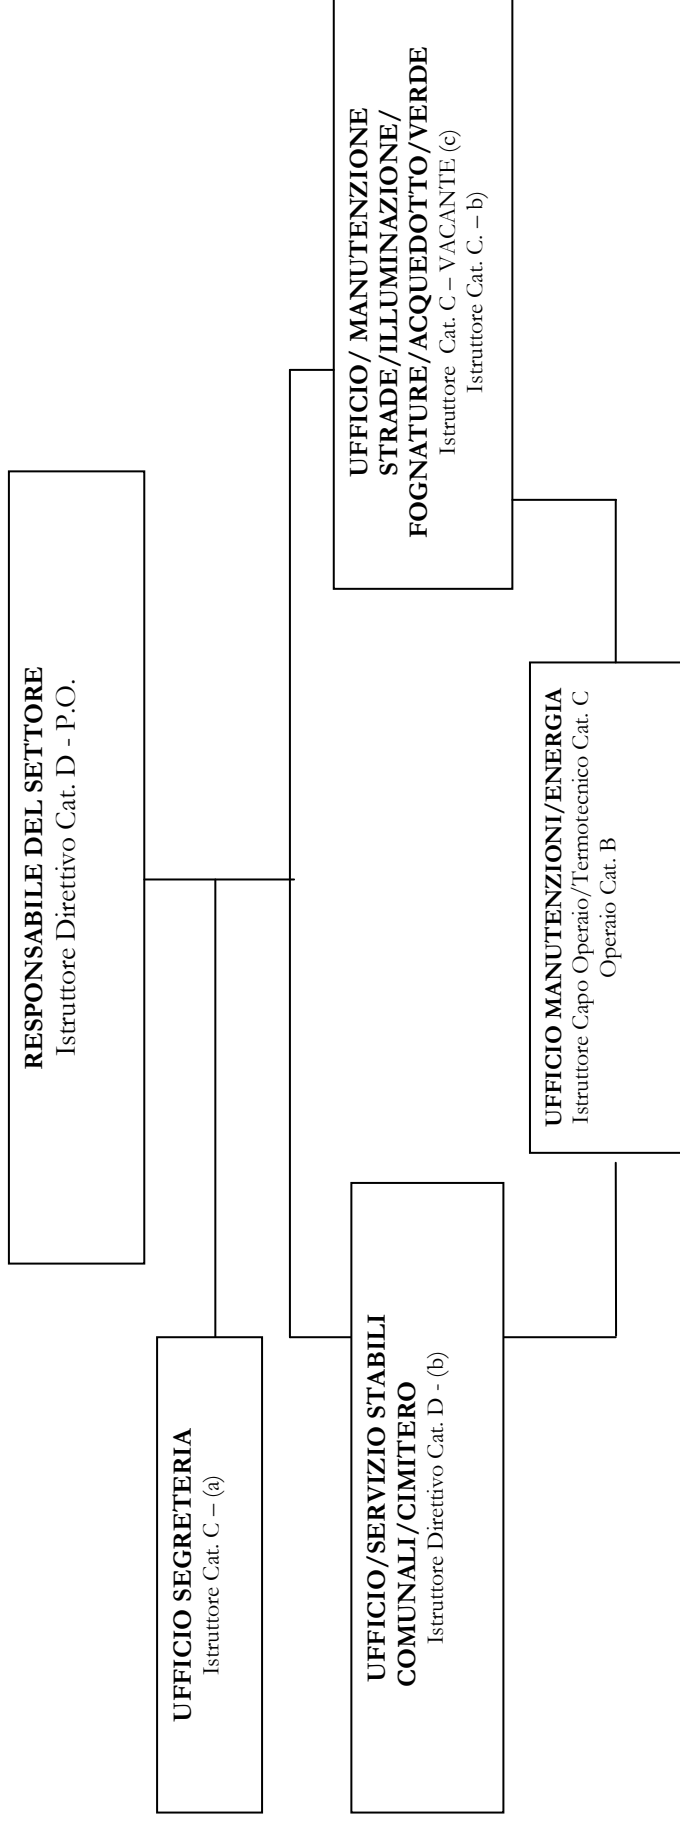 RESPONSABILE DEL SETTORE
Istruttore Direttivo Cat. D - P.O.
UFFICIO SEGRETERIA
Istruttore Cat. C – (a)
UFFICIO/SERVIZIO STABILI
COMUNALI/CIMITERO
Istruttore Direttivo Cat. D - (b)
UFFICIO/ MANUTENZIONE
STRADE/ILLUMINAZIONE/
FOGNATURE/ACQUEDOTTO/VERDE
Istruttore Cat. C – VACANTE (c)
Istruttore Cat. C. – b)
UFFICIO MANUTENZIONI/ENERGIA
Istruttore Capo Operaio/Termotecnico Cat. C
Operaio Cat. B